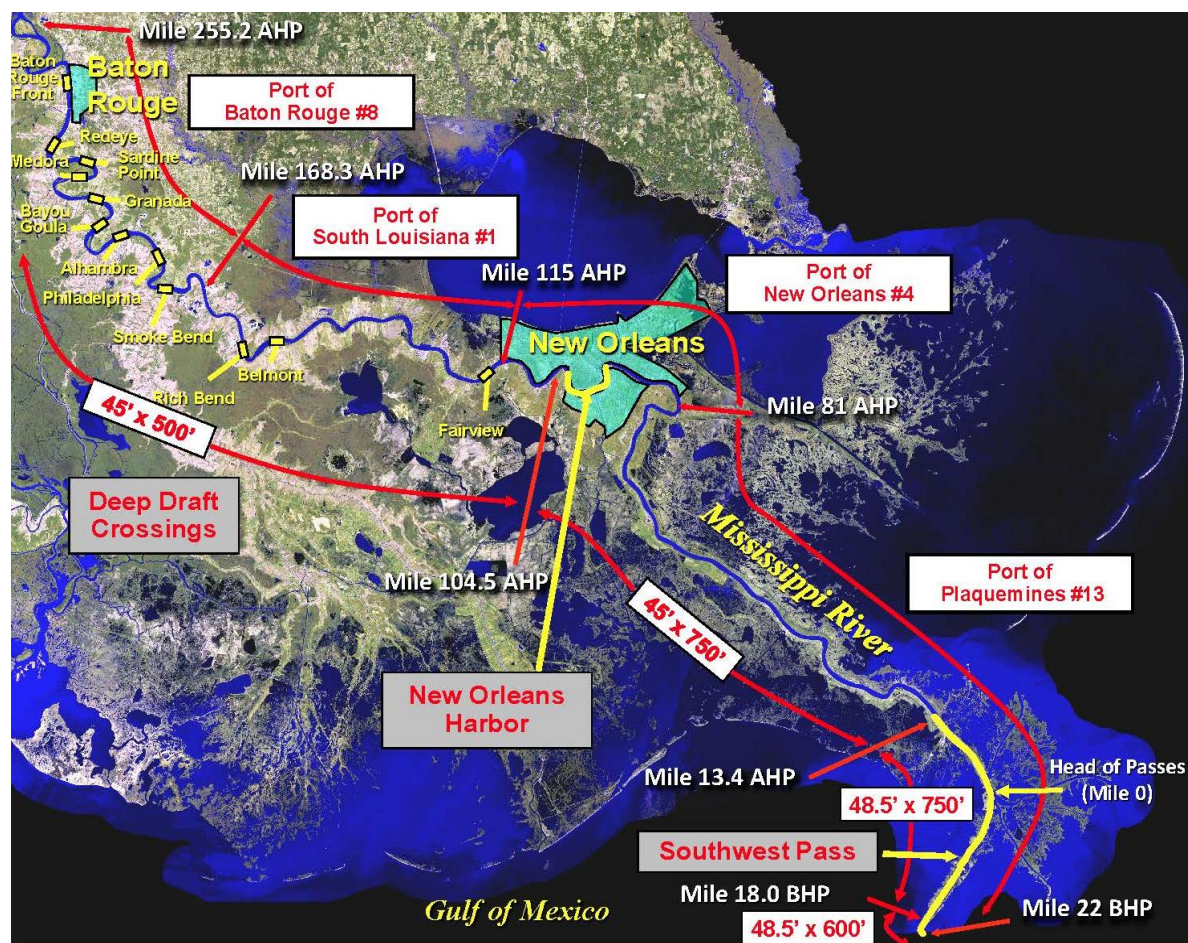 Mile 255.2 AHP
Baton
Rouge
Front
Baton
Rouge
Port of
Baton Rouge #8
Redeye
Medora
Sardine
Point
Mile 168.3 AHP
Granada
Bayou
Goula
Port of
South Louisiana #1
Alhambra
Mile 115 AHP
Port of
New Orleans #4
Philadelphia
Smoke Bend
New Orleans
Belmont
Rich Bend
Mile 81 AHP
45' x 500'
Fairview
Deep Draft
Crossings
Mississippi River
Mile 104.5 AHP
Port of
Plaquemines #13
45' x 750'
New Orleans
Harbor
Mile 13.4 AHP
Head of Passes
(Mile 0)
48.5' x 750'
Southwest Pass
Mile 18.0 BHP
Gulf of Mexico
Mile 22 BHP
48.5' x 600'